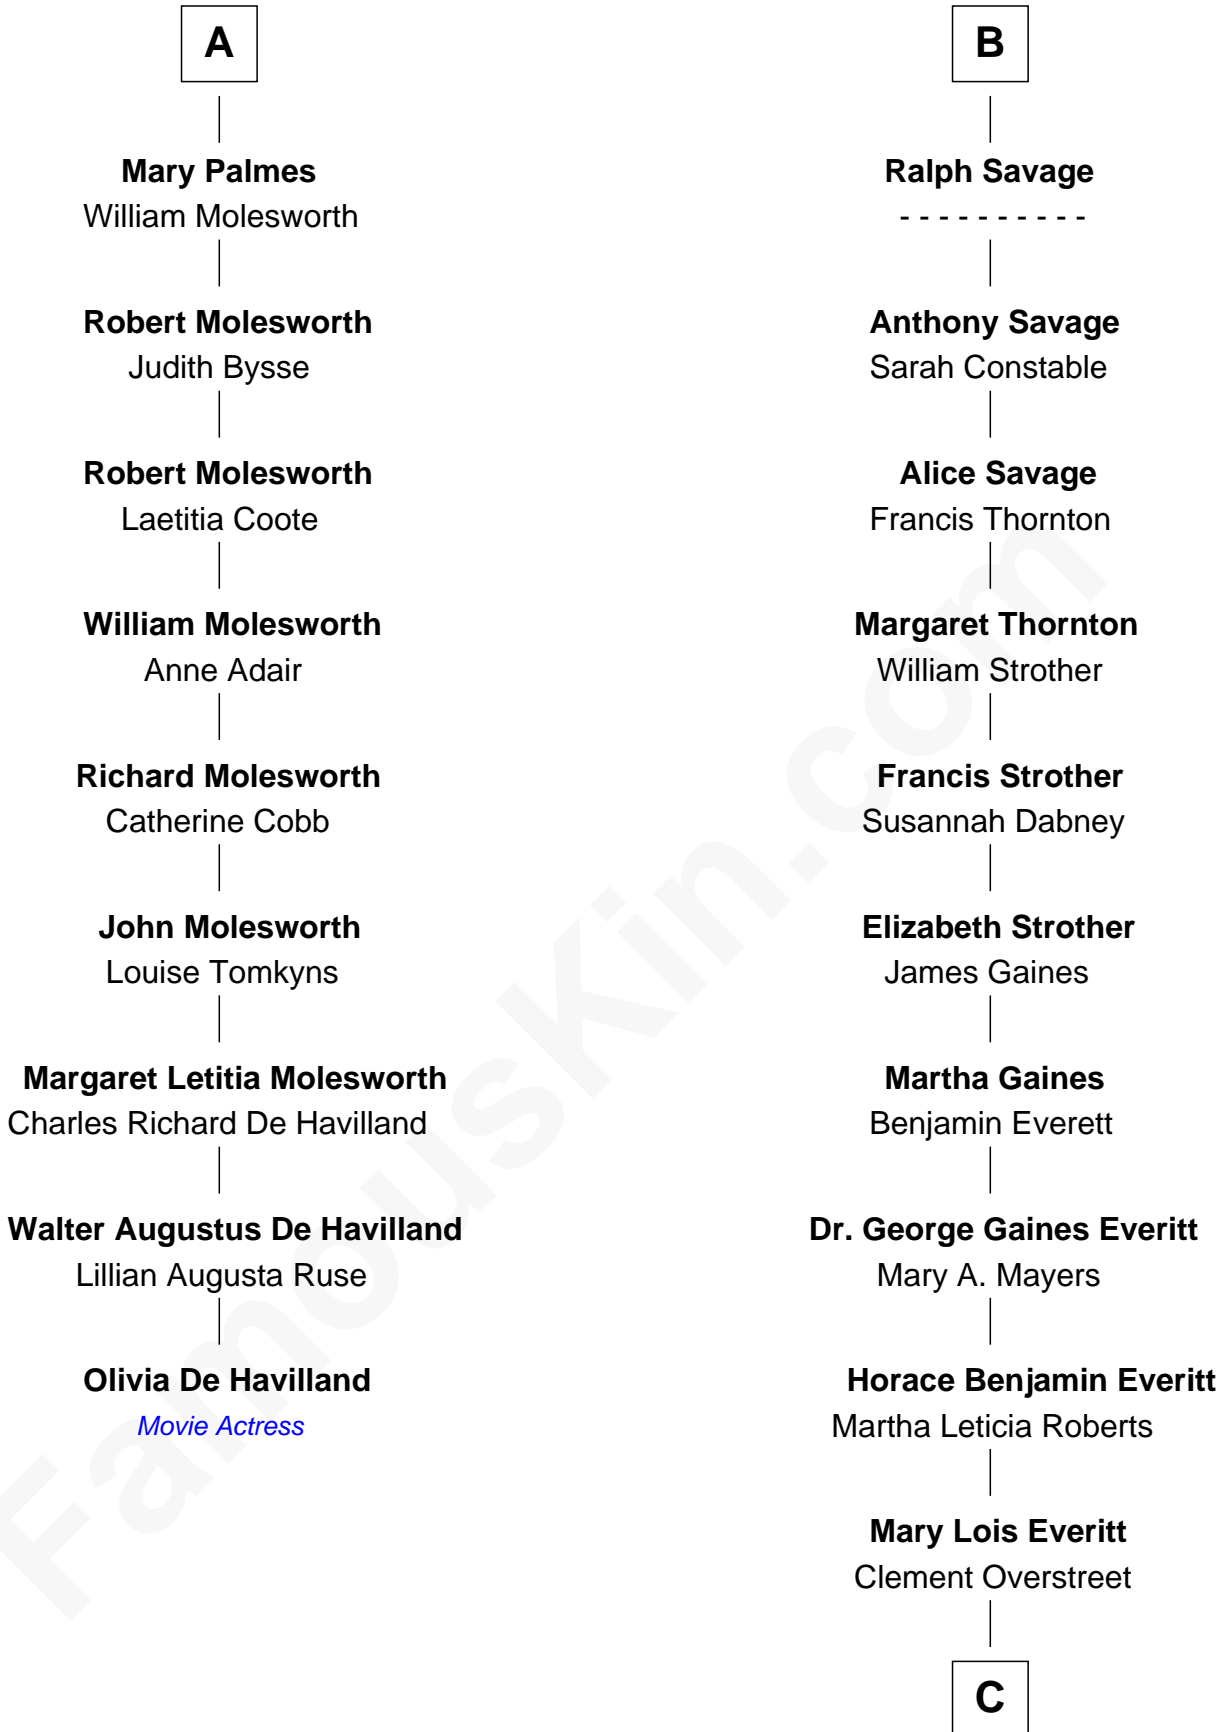 A
Mary Palmes
William Molesworth
Robert Molesworth
Judith Bysse
Robert Molesworth
Laetitia Coote
William Molesworth
Anne Adair
Richard Molesworth
Catherine Cobb
John Molesworth
Louise Tomkyns
Margaret Letitia Molesworth
Charles Richard De Havilland
Walter Augustus De Havilland
Lillian Augusta Ruse
Olivia De Havilland
Movie Actress
B
Ralph Savage
- - - - - - - - - -
Anthony Savage
Sarah Constable
Alice Savage
Francis Thornton
Margaret Thornton
William Strother
Francis Strother
Susannah Dabney
Elizabeth Strother
James Gaines
Martha Gaines
Benjamin Everett
Dr. George Gaines Everitt
Mary A. Mayers
Horace Benjamin Everitt
Martha Leticia Roberts
Mary Lois Everitt
Clement Overstreet
C
FamousKin.com